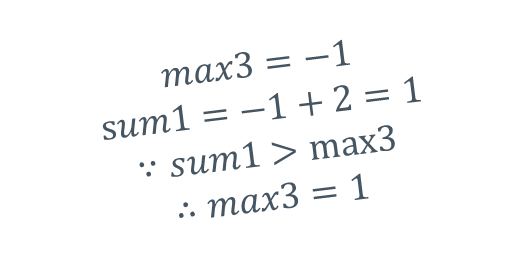 max3 = −1
sum1 = −1 + 2 = 1
∵ sum1 > max3
∴ max3 = 1